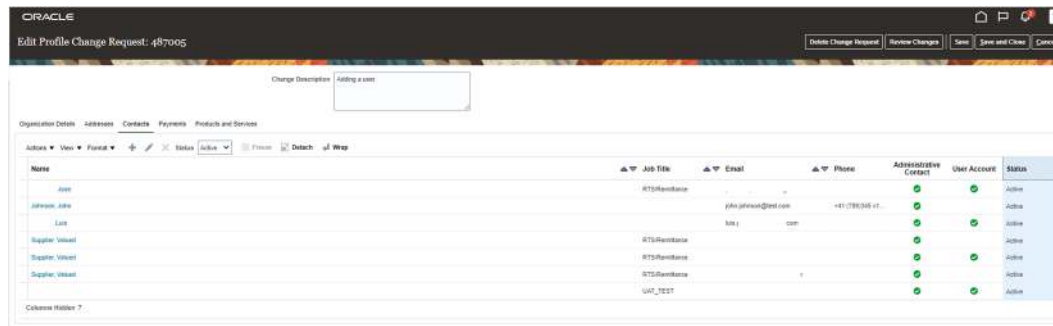 ORACLE
Edit Profile Change Request: 487005
Delete Change Request Review Changes Save Save and Close
Change Description Adding a user
Organization Details Addresses Contacts Payments Products and Services
Actions View Format Status Active Freeze Detach Wrap
Name Job Title Email Phone Administrative Contact User Account Status
RTS/Remittance Active
Johnson, John john.johnson@test.com Active
Luis com Active
Supplier, Valued RTS/Remittance Active
Supplier, Valued RTS/Remittance Active
Supplier, Valued RTS/Remittance Active
UAT_TEST Active
Columns Hidden 7